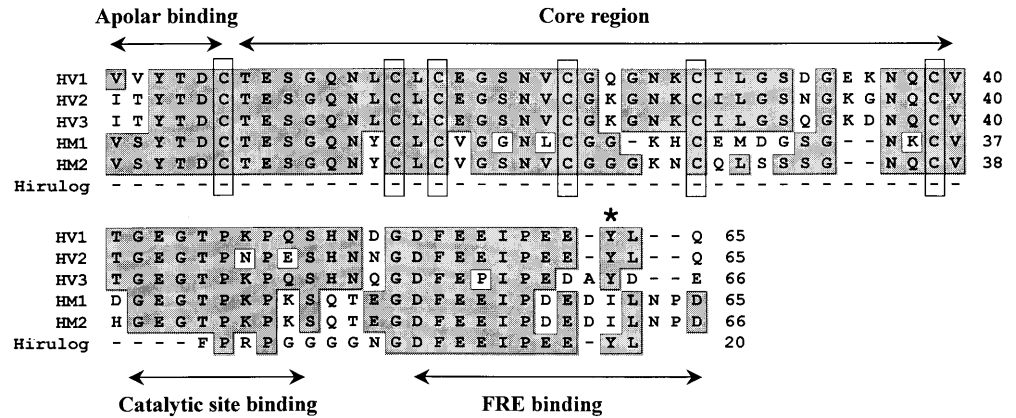 Apolar binding Core region
HV1 V V Y T D C T E S G Q N L C L C E G S N V C G Q G N K C I L G S D G E K N Q C V 40
HV2 I T Y T D C T E S G Q N L C L C E G S N V C G K G N K C I L G S N G K G N Q C V 40
HV3 I T Y T D C T E S G Q N L C L C E G S N V C G K G N K C I L G S Q G K D N Q C V 40
HM1 V S Y T D C T E S G Q N Y C L C V G G N L C G G - K H C E M D G S G - - N K C V 37
HM2 V S Y T D C T E S G Q N Y C L C V G S N V C G G G K N C Q L S S S G - - N Q C V 38
Hirulog - - - - - - - - - - - - - - - - - - - - - - - - - - - - - - - - - - - - - - - -
*
HV1 T G E G T P K P Q S H N D G D F E E I P E E - Y L - - Q 65
HV2 T G E G T P N P E S H N N G D F E E I P E E - Y L - - Q 65
HV3 T G E G T P K P Q S H N Q G D F E P I P E D A Y D - - E 66
HM1 D G E G T P K P K S Q T E G D F E E I P D E D I L N P D 65
HM2 H G E G T P K P K S Q T E G D F E E I P D E D I L N P D 66
Hirulog - - - - F P R P G G G G N G D F E E I P E E - Y L 20
Catalytic site binding FRE binding